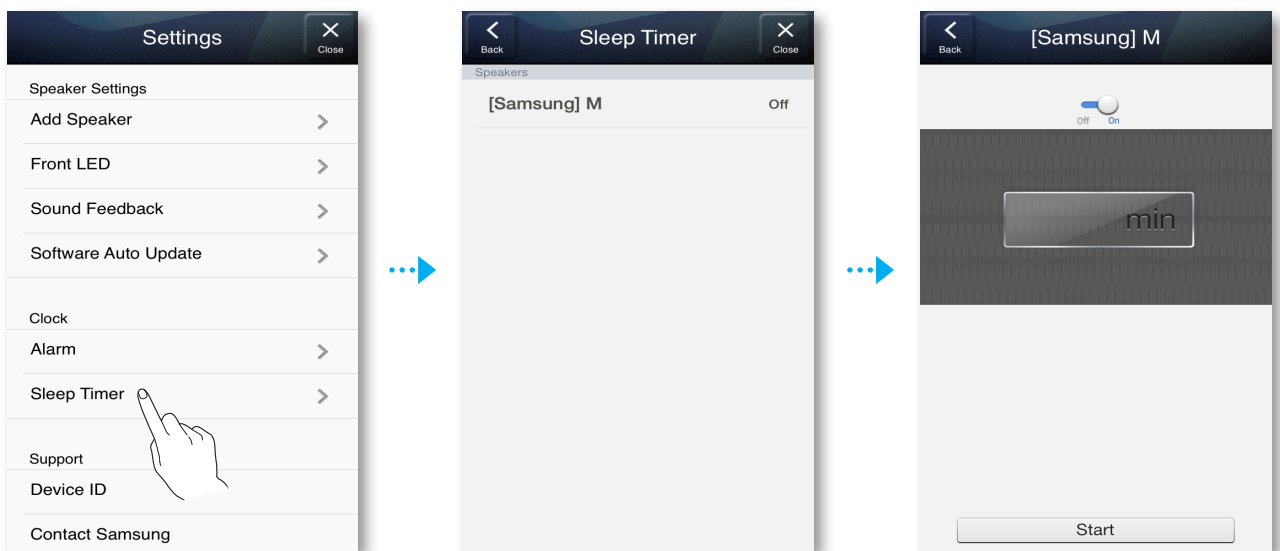 Settings
Close
Speaker Settings
Add Speaker
Front LED
Sound Feedback
Software Auto Update
Clock
Alarm
Sleep Timer
Support
Device ID
Contact Samsung
Back
Sleep Timer
Close
Speakers
[Samsung] M Off
Back
[Samsung] M
Off On
min
Start